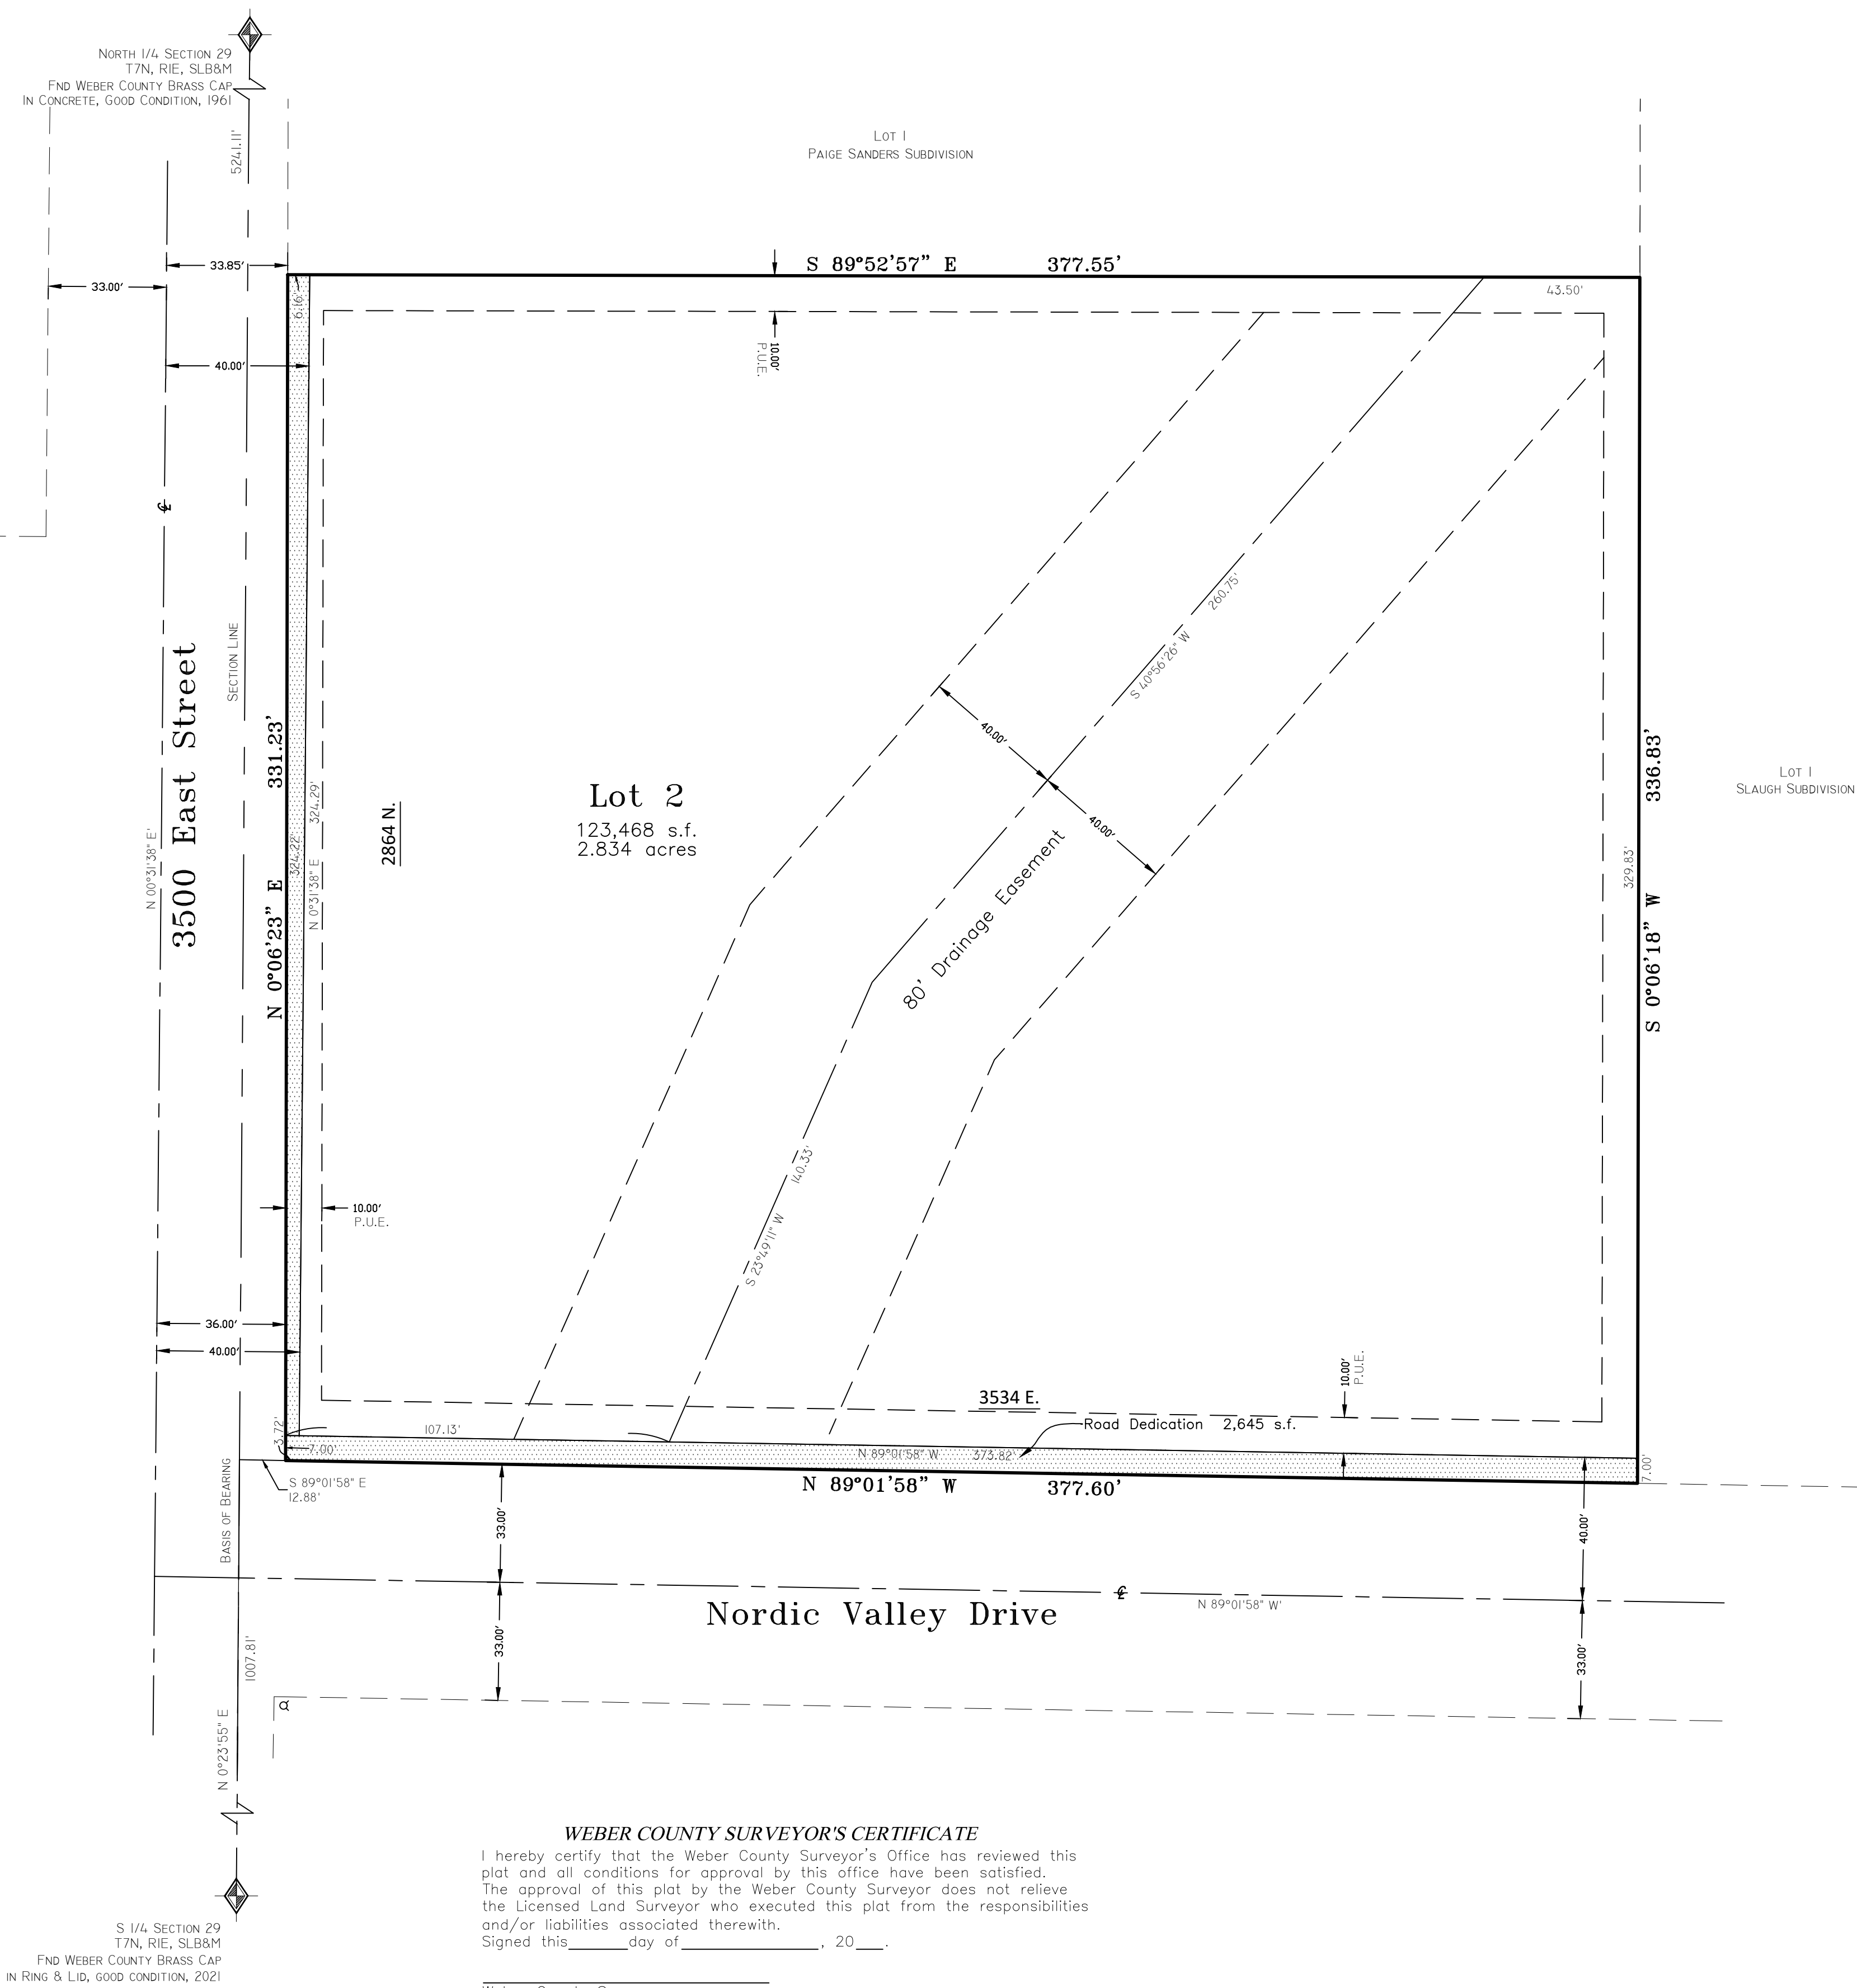 NORTH 1/4 SECTION 29
T7N, R1E, SLB&M
FND WEBER COUNTY BRASS CAP
IN CONCRETE, GOOD CONDITION, 1961
5241.11'
LOT 1
PAIGE SANDERS SUBDIVISION
33.85'
33.00'
S 89°52'57" E 377.55'
43.50'
6.16'
10.00'
P.U.E.
40.00'
℄
3500 East Street
SECTION LINE
N 00°31'38" E'
N 0°06'23" E 331.23'
324.22'
N 0°31'38" E 324.29'
2864 N.
Lot 2
123,468 s.f.
2.834 acres
S 40°56'26" W 260.75'
40.00'
40.00'
80' Drainage Easement
S 0°06'18" W 336.83'
329.83'
LOT 1
SLAUGH SUBDIVISION
S 23°49'11" W 140.33'
10.00'
P.U.E.
36.00'
40.00'
10.00'
P.U.E.
3534 E.
Road Dedication 2,645 s.f.
3.72'
107.13'
7.00'
N 89°01'58" W 373.82'
7.00'
S 89°01'58" E
12.88'
N 89°01'58" W 377.60'
BASIS OF BEARING
33.00'
40.00'
℄
Nordic Valley Drive
N 89°01'58" W'
33.00'
33.00'
1007.81'
N 0°23'55" E
WEBER COUNTY SURVEYOR'S CERTIFICATE
I hereby certify that the Weber County Surveyor's Office has reviewed this
plat and all conditions for approval by this office have been satisfied.
The approval of this plat by the Weber County Surveyor does not relieve
the Licensed Land Surveyor who executed this plat from the responsibilities
and/or liabilities associated therewith.
Signed this______day of______________, 20___.
S 1/4 SECTION 29
T7N, R1E, SLB&M
FND WEBER COUNTY BRASS CAP
IN RING & LID, GOOD CONDITION, 2021